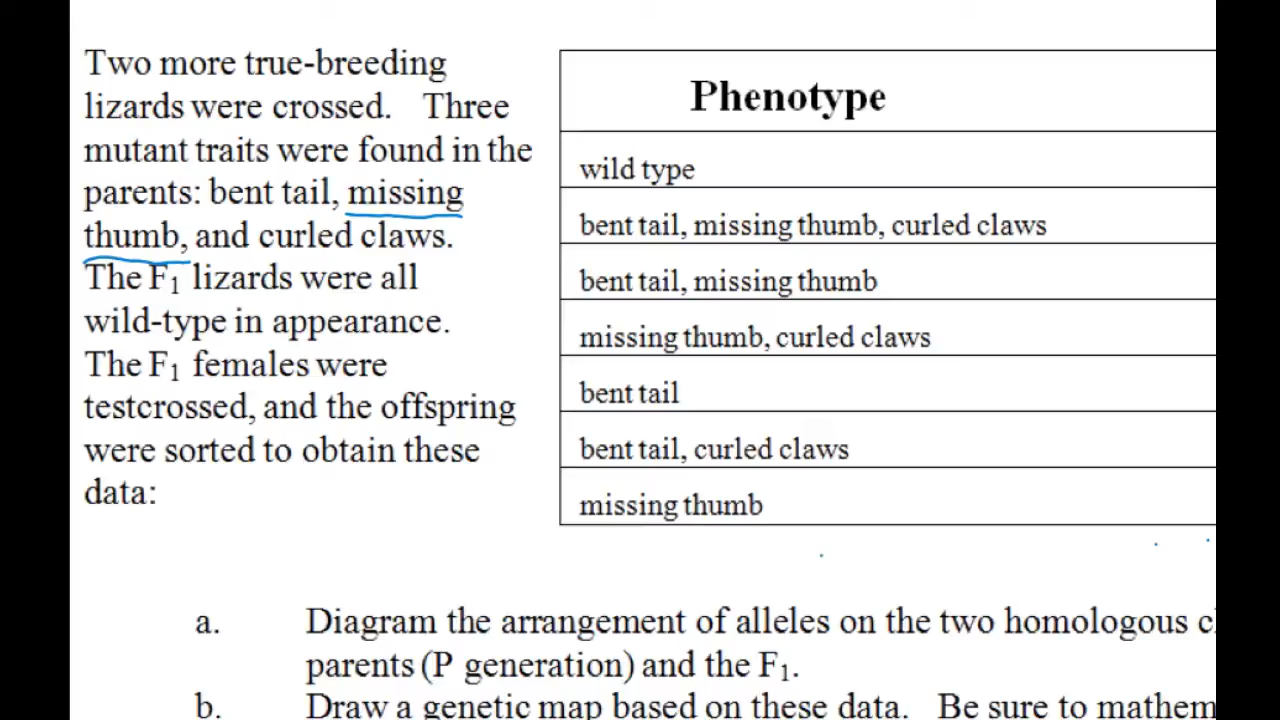 Two more true-breeding
lizards were crossed. Three
mutant traits were found in the
parents: bent tail, missing
thumb, and curled claws.
The F₁ lizards were all
wild-type in appearance.
The F₁ females were
testcrossed, and the offspring
were sorted to obtain these
data:
Phenotype
wild type
bent tail, missing thumb, curled claws
bent tail, missing thumb
missing thumb, curled claws
bent tail
bent tail, curled claws
missing thumb
a. Diagram the arrangement of alleles on the two homologous
parents (P generation) and the F₁.
b. Draw a genetic map based on these data. Be sure to